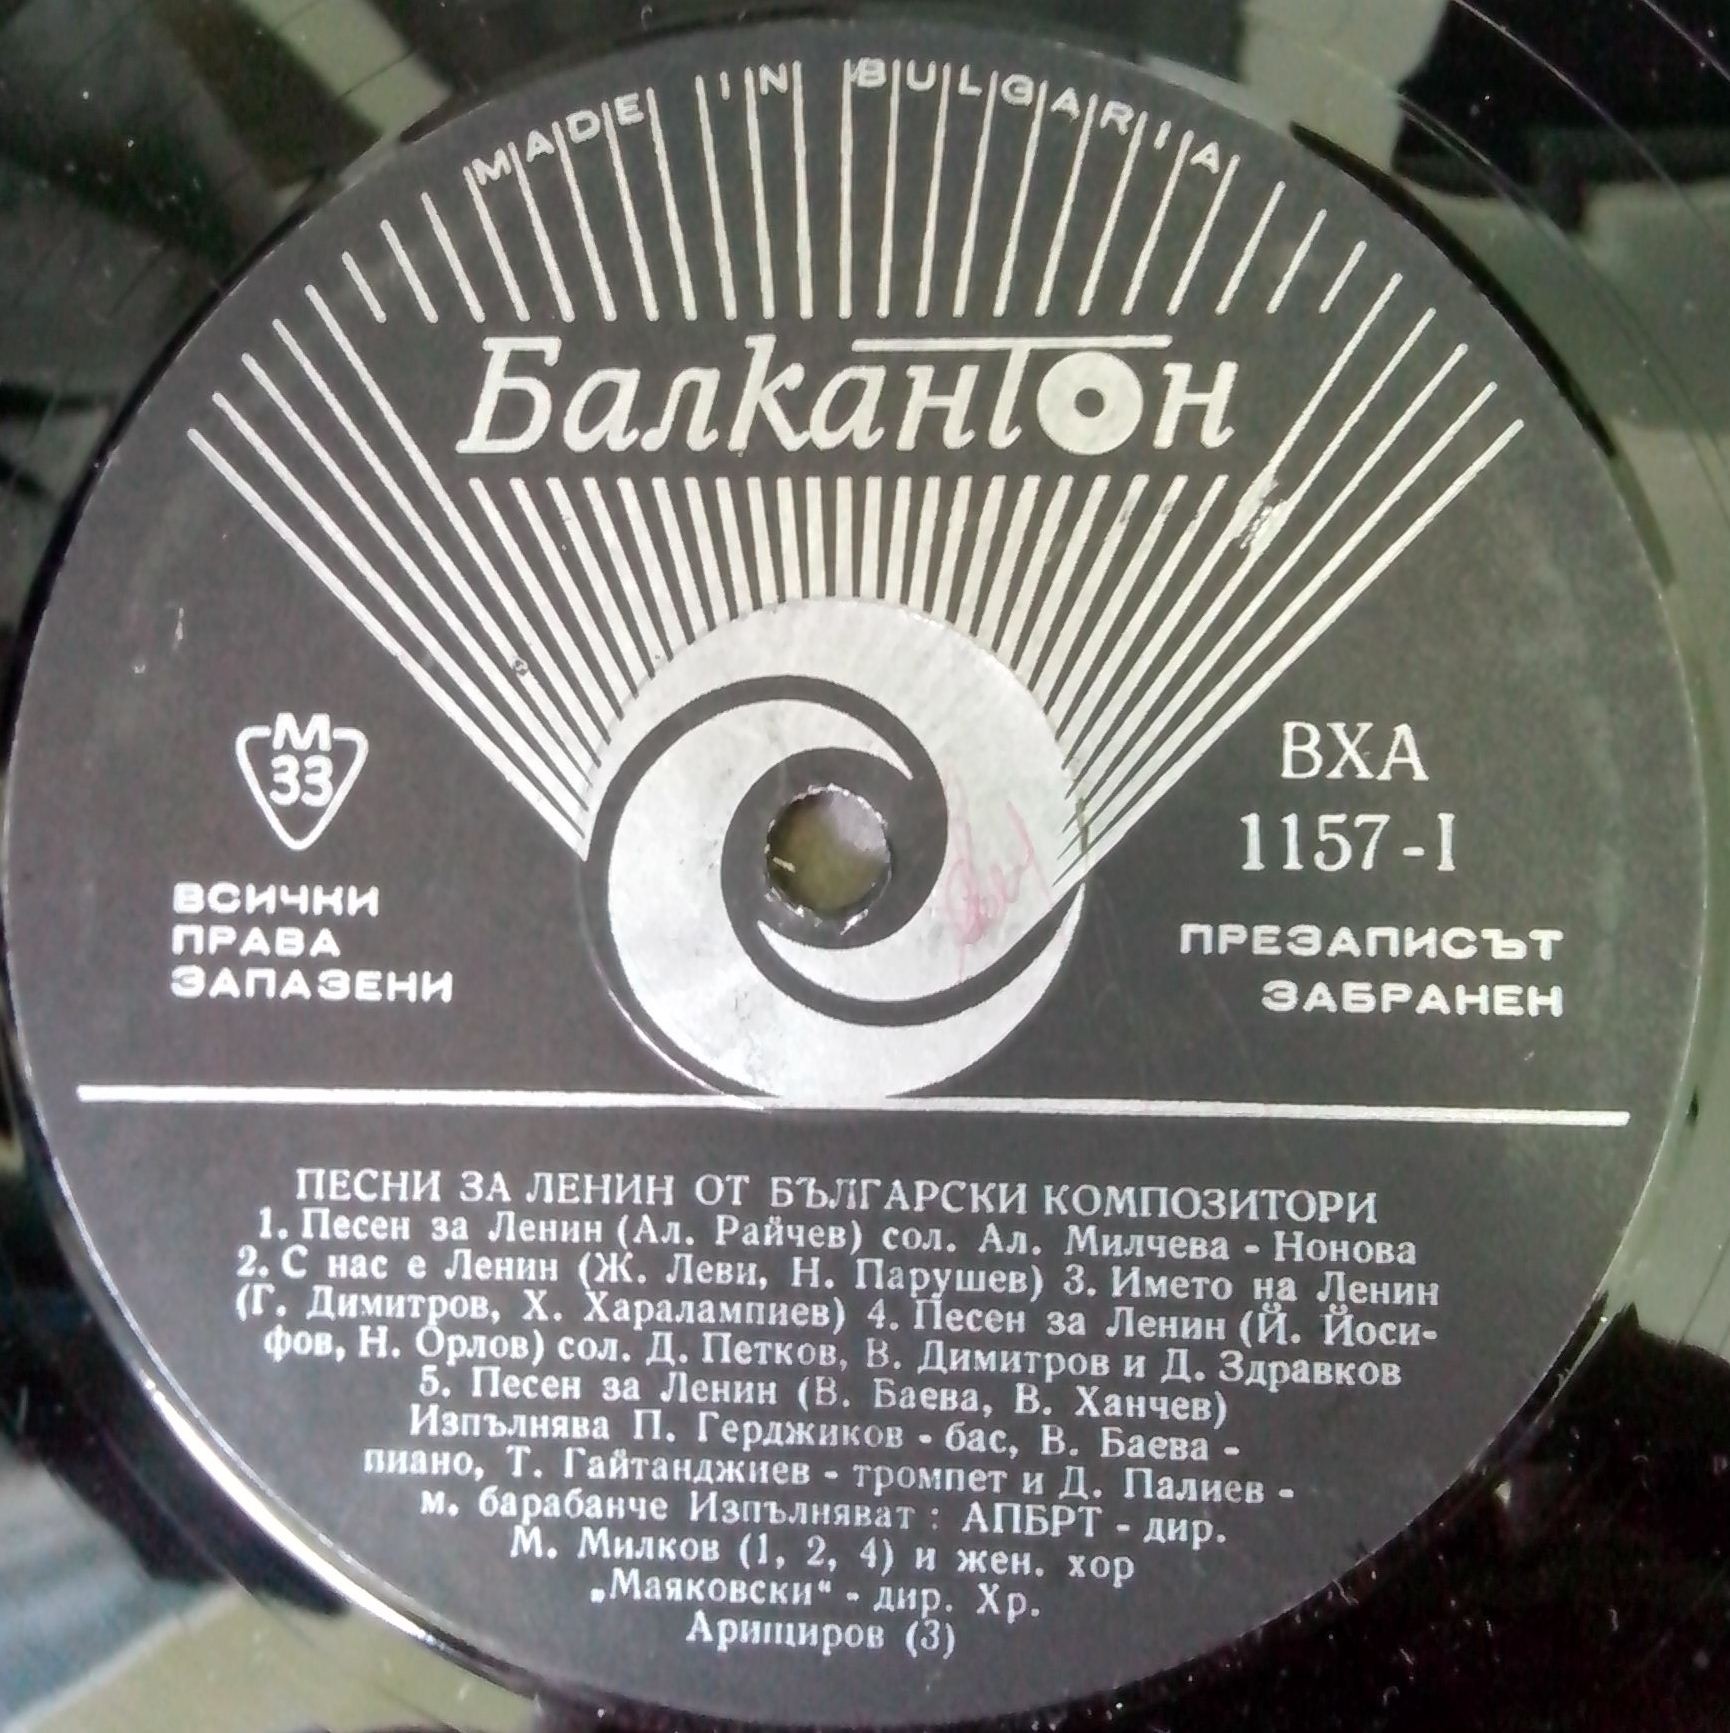 MADE IN BULGARIA
Балкантон
М
33
ВСИЧКИ
ПРАВА
ЗАПАЗЕНИ
ВХА
1157-I
ПРЕЗАПИСЪТ
ЗАБРАНЕН
ПЕСНИ ЗА ЛЕНИН ОТ БЪЛГАРСКИ КОМПОЗИТОРИ
1. Песен за Ленин (Ал. Райчев) сол. Ал. Милчева - Нонова
2. С нас е Ленин (Ж. Леви, Н. Парушев) 3. Името на Ленин
(Г. Димитров, Х. Харалампиев) 4. Песен за Ленин (Й. Йоси-
фов, Н. Орлов) сол. Д. Петков, В. Димитров и Д. Здравков
5. Песен за Ленин (В. Баева, В. Ханчев)
Изпълнява П. Герджиков - бас, В. Баева -
пиано, Т. Гайтанджиев - тромпет и Д. Палиев -
м. барабанче Изпълняват : АПБРТ - дир.
М. Милков (1, 2, 4) и жен. хор
„Маяковски“ - дир. Хр.
Арищиров (3)